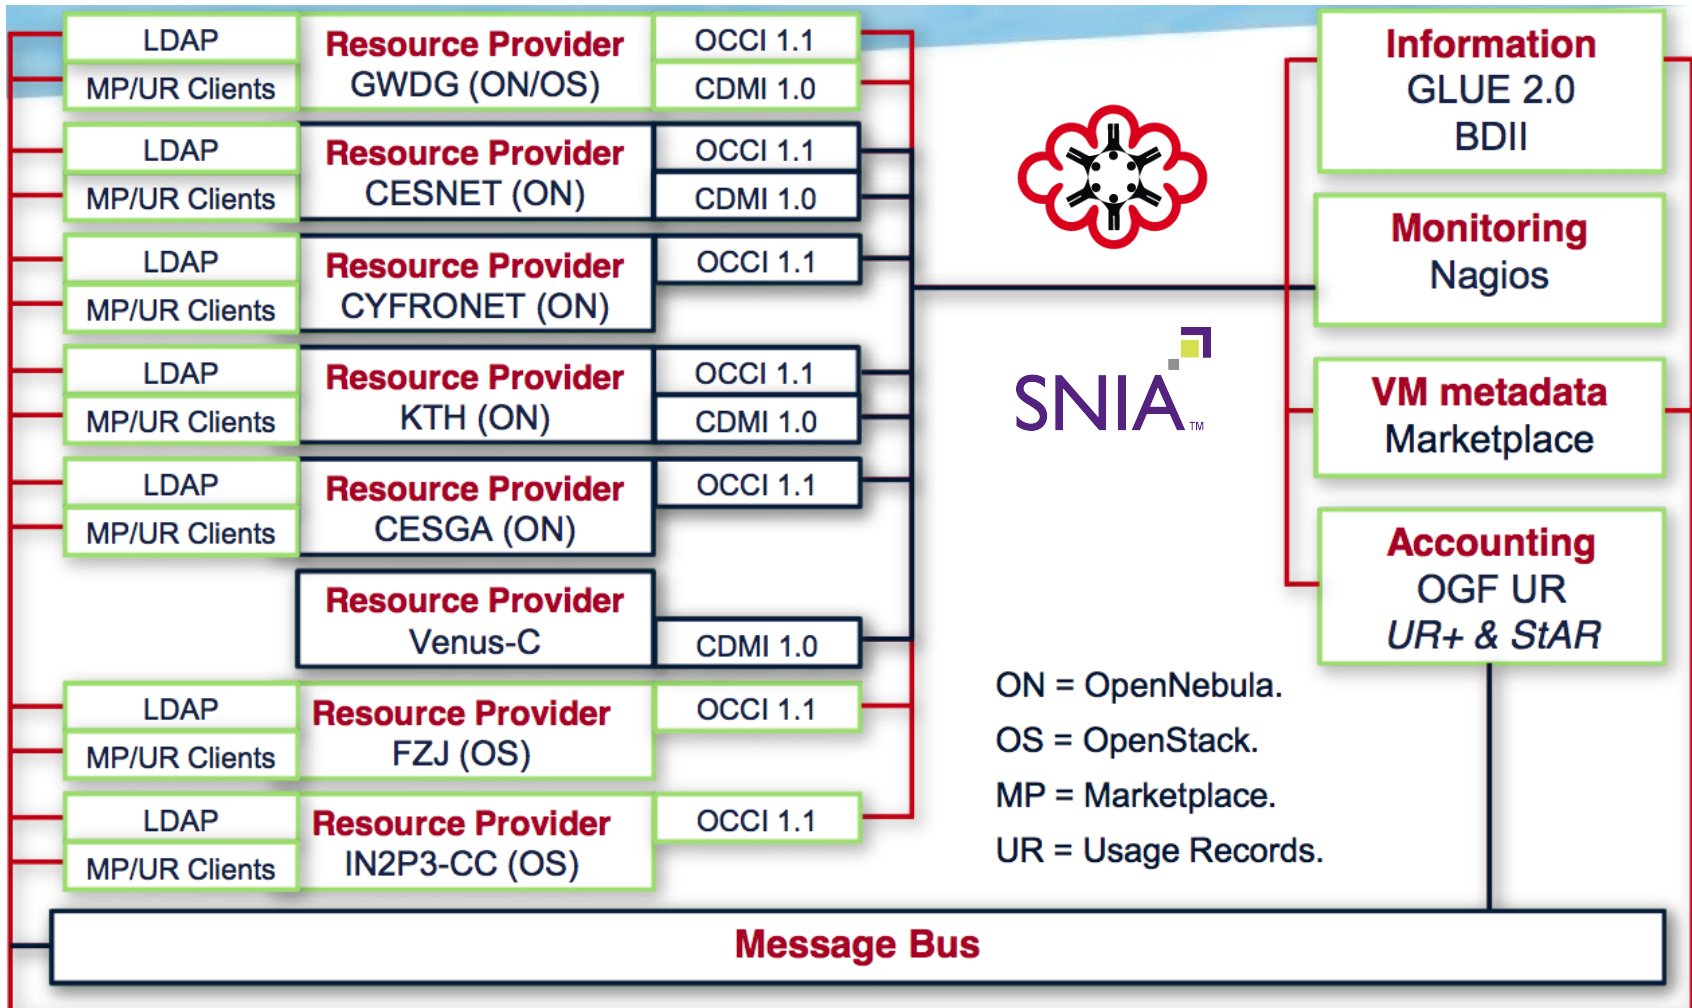 LDAP
MP/UR Clients
Resource Provider
GWDG (ON/OS)
OCCI 1.1
CDMI 1.0
LDAP
MP/UR Clients
Resource Provider
CESNET (ON)
OCCI 1.1
CDMI 1.0
LDAP
MP/UR Clients
Resource Provider
CYFRONET (ON)
OCCI 1.1
LDAP
MP/UR Clients
Resource Provider
KTH (ON)
OCCI 1.1
CDMI 1.0
LDAP
MP/UR Clients
Resource Provider
CESGA (ON)
OCCI 1.1
Resource Provider
Venus-C
CDMI 1.0
LDAP
MP/UR Clients
Resource Provider
FZJ (OS)
OCCI 1.1
LDAP
MP/UR Clients
Resource Provider
IN2P3-CC (OS)
OCCI 1.1
SNIA™
Information
GLUE 2.0
BDII
Monitoring
Nagios
VM metadata
Marketplace
Accounting
OGF UR
UR+ & StAR
ON = OpenNebula.
OS = OpenStack.
MP = Marketplace.
UR = Usage Records.
Message Bus